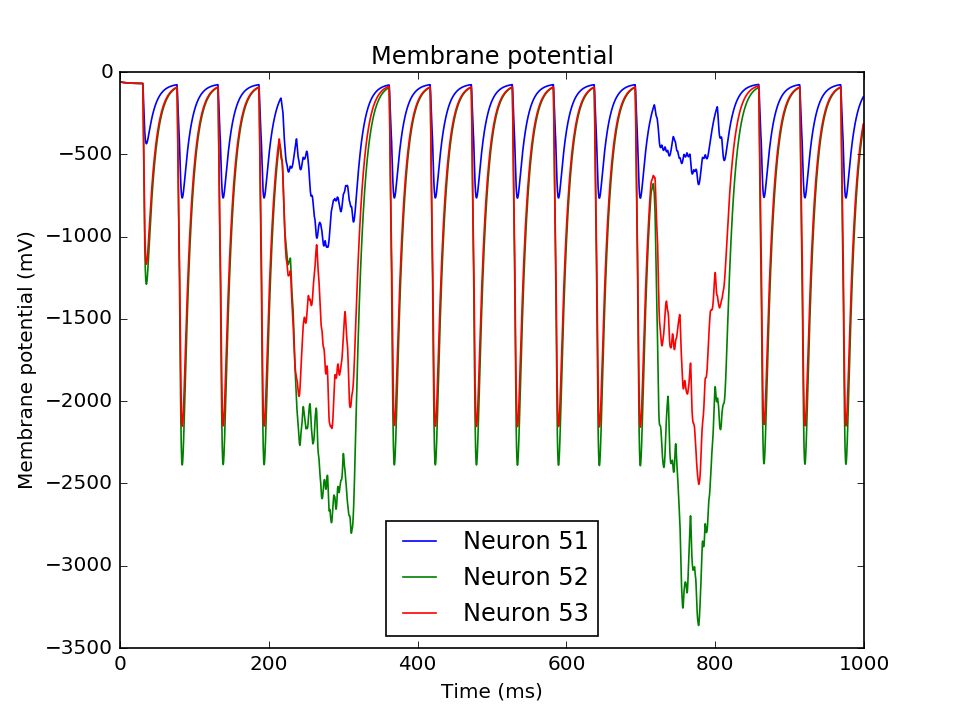 Membrane potential
Membrane potential (mV)
0
−500
−1000
−1500
−2000
−2500
−3000
−3500
Neuron 51
Neuron 52
Neuron 53
0 200 400 600 800 1000
Time (ms)